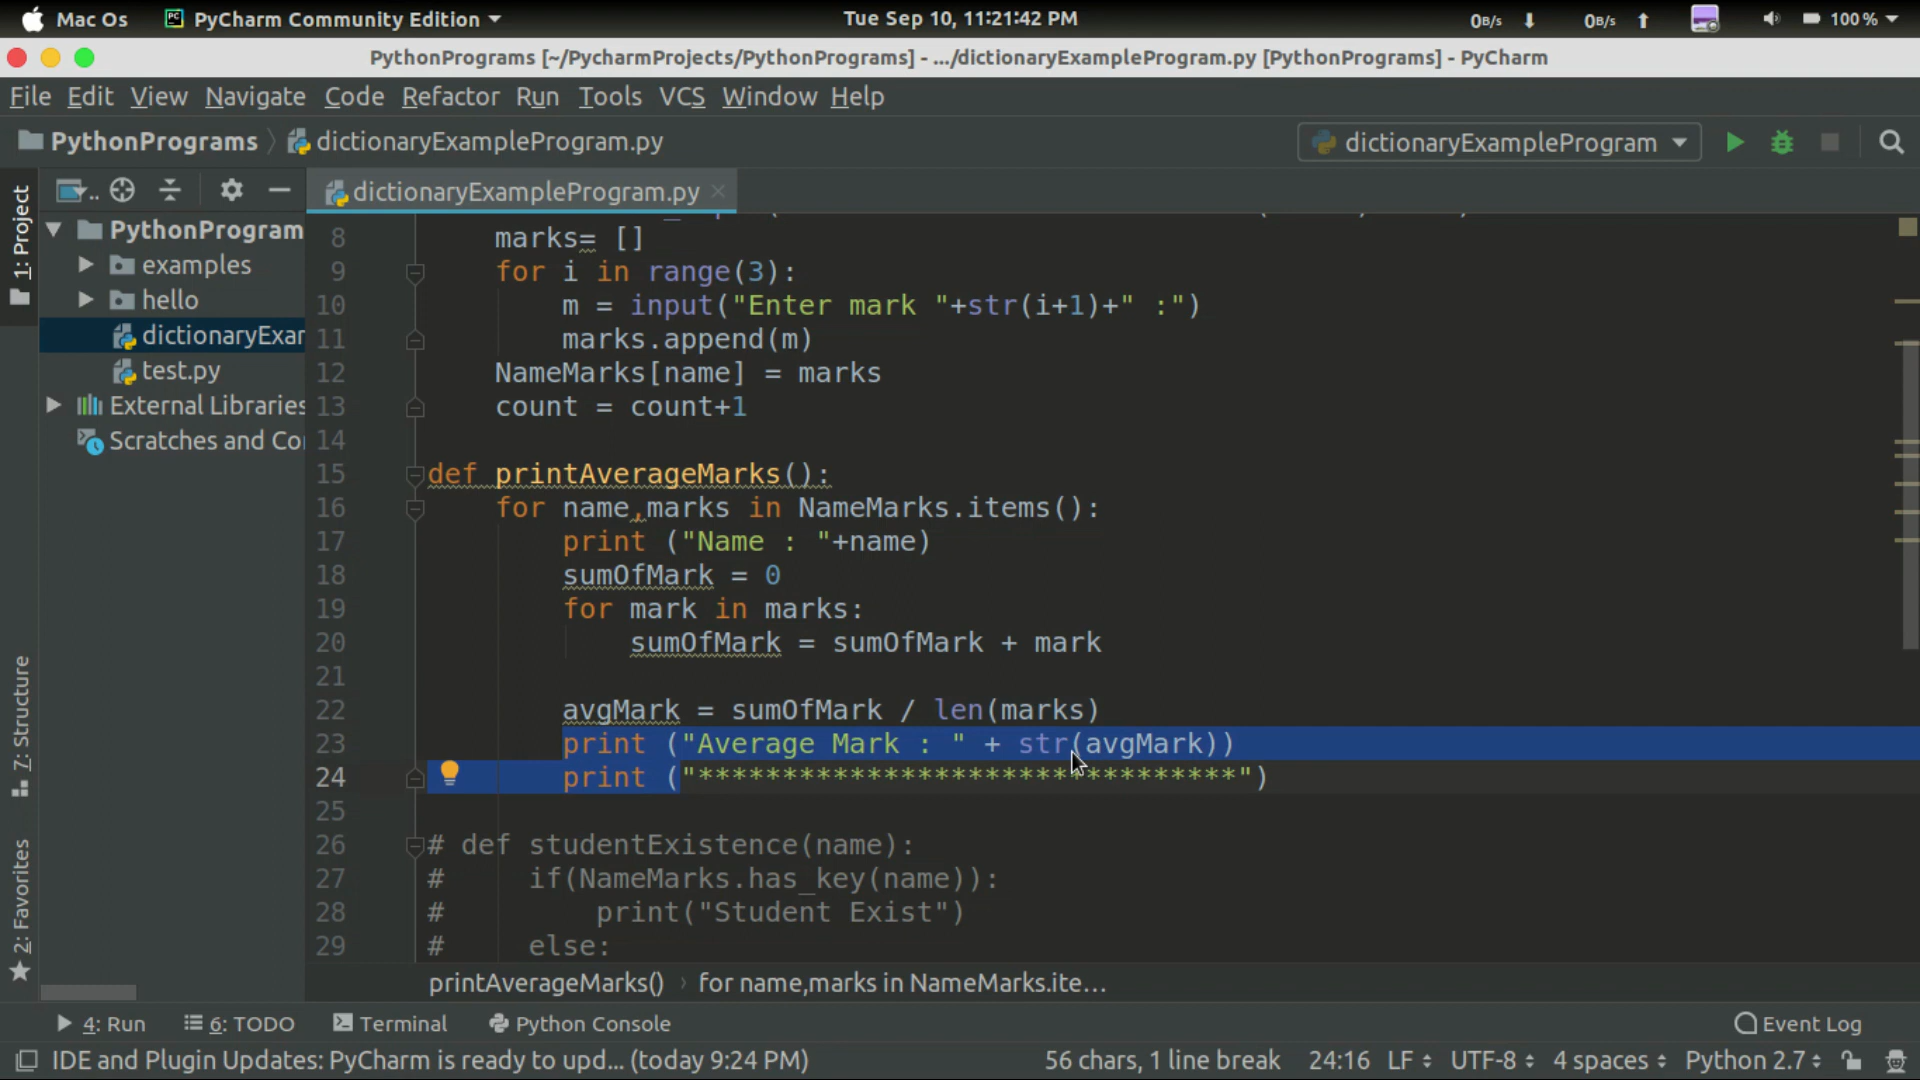 Mac Os PyCharm Community Edition Tue Sep 10, 11:21:42 PM 0B/s 0B/s 100 %
PythonPrograms [~/PycharmProjects/PythonPrograms] - .../dictionaryExampleProgram.py [PythonPrograms] - PyCharm
File Edit View Navigate Code Refactor Run Tools VCS Window Help
PythonPrograms dictionaryExampleProgram.py dictionaryExampleProgram
dictionaryExampleProgram.py
1: Project
PythonProgram
examples
hello
dictionaryExar
test.py
External Libraries
Scratches and Co
7: Structure
2: Favorites
8 marks= []
9 for i in range(3):
10 m = input("Enter mark "+str(i+1)+" :")
11 marks.append(m)
12 NameMarks[name] = marks
13 count = count+1
14
15 def printAverageMarks():
16 for name,marks in NameMarks.items():
17 print ("Name : "+name)
18 sumOfMark = 0
19 for mark in marks:
20 sumOfMark = sumOfMark + mark
21
22 avgMark = sumOfMark / len(marks)
23 print ("Average Mark : " + str(avgMark))
24 print ("********************************")
25
26 # def studentExistence(name):
27 # if(NameMarks.has_key(name)):
28 # print("Student Exist")
29 # else:
printAverageMarks() › for name,marks in NameMarks.ite...
4: Run 6: TODO Terminal Python Console Event Log
IDE and Plugin Updates: PyCharm is ready to upd... (today 9:24 PM) 56 chars, 1 line break 24:16 LF UTF-8 4 spaces Python 2.7